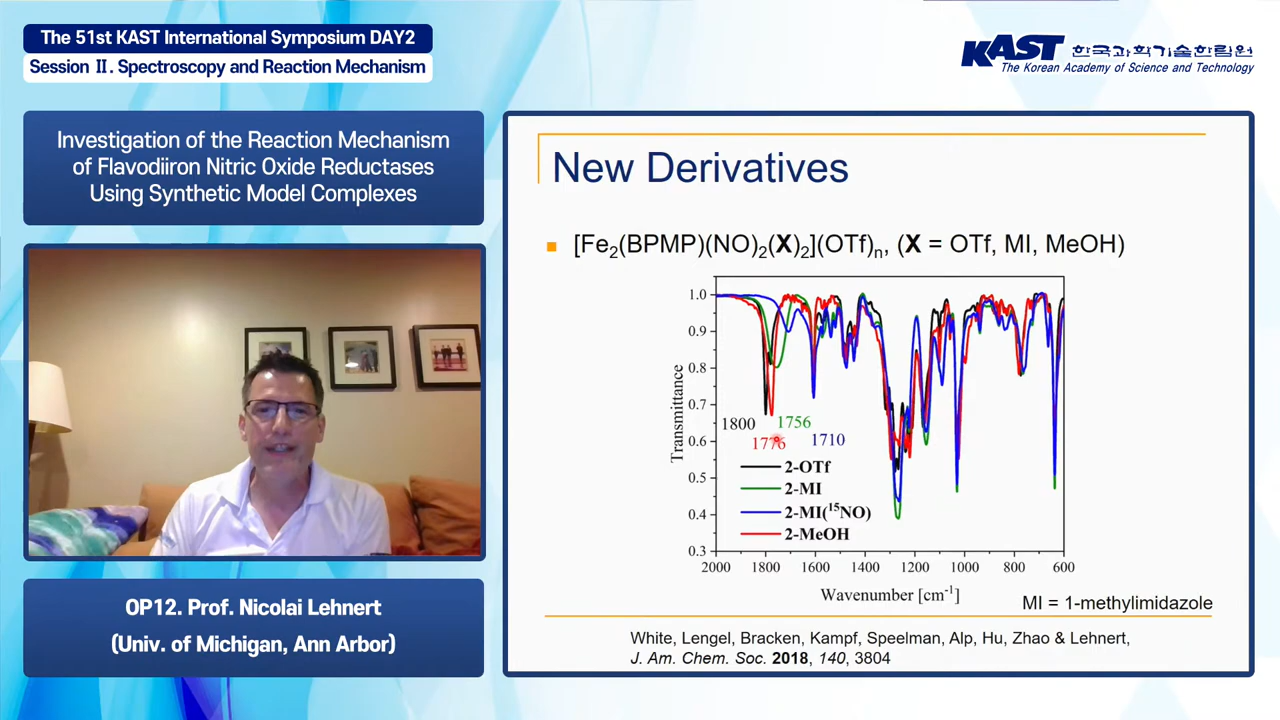 The 51st KAST International Symposium DAY2
Session Ⅱ. Spectroscopy and Reaction Mechanism
KAST 한국과학기술한림원
The Korean Academy of Science and Technology
Investigation of the Reaction Mechanism
of Flavodiiron Nitric Oxide Reductases
Using Synthetic Model Complexes
OP12. Prof. Nicolai Lehnert
(Univ. of Michigan, Ann Arbor)
New Derivatives
[Fe2(BPMP)(NO)2(X)2](OTf)n, (X = OTf, MI, MeOH)
Transmittance
1.0
0.9
0.8
0.7
0.6
0.5
0.4
0.3
1800
1756
1776
1710
2-OTf
2-MI
2-MI(15NO)
2-MeOH
2000 1800 1600 1400 1200 1000 800 600
Wavenumber [cm-1]
MI = 1-methylimidazole
White, Lengel, Bracken, Kampf, Speelman, Alp, Hu, Zhao & Lehnert,
J. Am. Chem. Soc. 2018, 140, 3804